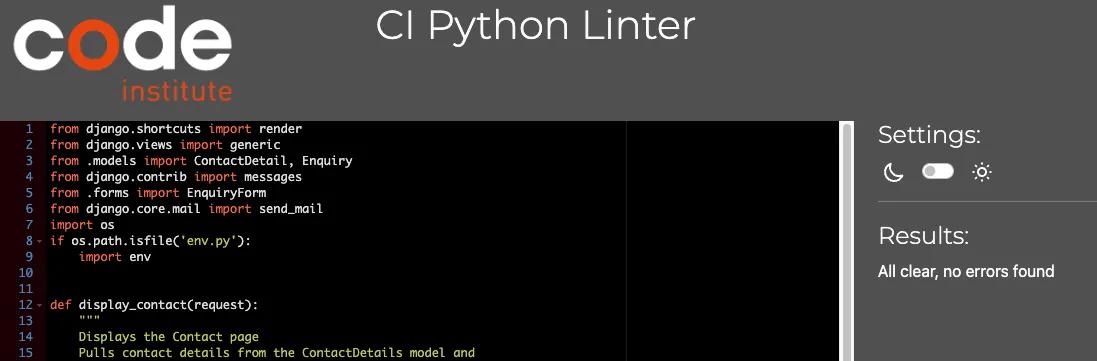 code
institute
CI Python Linter
1 from django.shortcuts import render
2 from django.views import generic
3 from .models import ContactDetail, Enquiry
4 from django.contrib import messages
5 from .forms import EnquiryForm
6 from django.core.mail import send_mail
7 import os
8 if os.path.isfile('env.py'):
9     import env
10
11
12 def display_contact(request):
13     """
14     Displays the Contact page
15     Pulls contact details from the ContactDetails model and
Settings:
Results:
All clear, no errors found